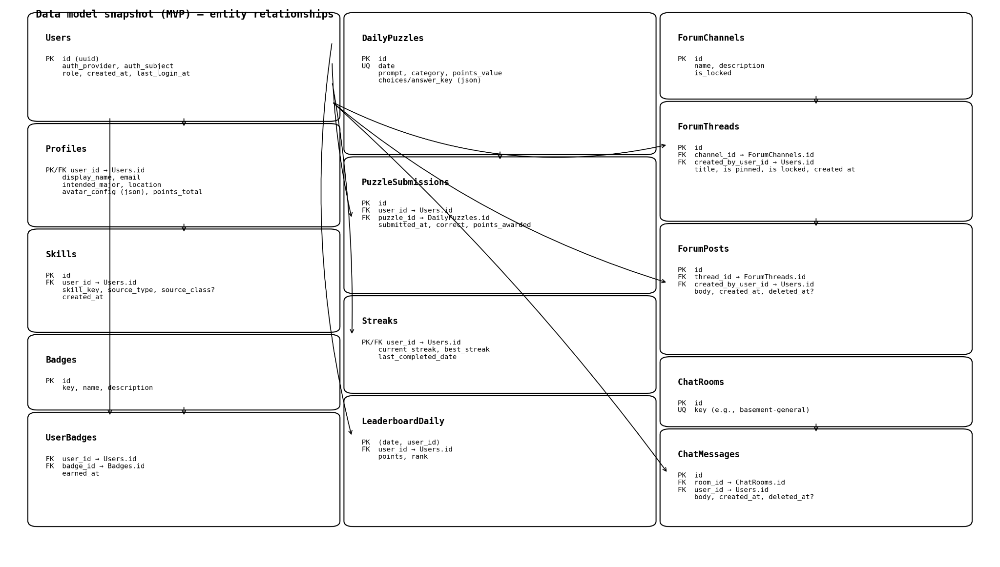 Data model snapshot (MVP) — entity relationships
Users
PK  id (uuid)
    auth_provider, auth_subject
    role, created_at, last_login_at
Profiles
PK/FK user_id → Users.id
    display_name, email
    intended_major, location
    avatar_config (json), points_total
Skills
PK  id
FK  user_id → Users.id
    skill_key, source_type, source_class?
    created_at
Badges
PK  id
    key, name, description
UserBadges
FK  user_id → Users.id
FK  badge_id → Badges.id
    earned_at
DailyPuzzles
PK  id
UQ  date
    prompt, category, points_value
    choices/answer_key (json)
PuzzleSubmissions
PK  id
FK  user_id → Users.id
FK  puzzle_id → DailyPuzzles.id
    submitted_at, correct, points_awarded
Streaks
PK/FK user_id → Users.id
    current_streak, best_streak
    last_completed_date
LeaderboardDaily
PK  (date, user_id)
FK  user_id → Users.id
    points, rank
ForumChannels
PK  id
    name, description
    is_locked
ForumThreads
PK  id
FK  channel_id → ForumChannels.id
FK  created_by_user_id → Users.id
    title, is_pinned, is_locked, created_at
ForumPosts
PK  id
FK  thread_id → ForumThreads.id
FK  created_by_user_id → Users.id
    body, created_at, deleted_at?
ChatRooms
PK  id
UQ  key (e.g., basement-general)
ChatMessages
PK  id
FK  room_id → ChatRooms.id
FK  user_id → Users.id
    body, created_at, deleted_at?